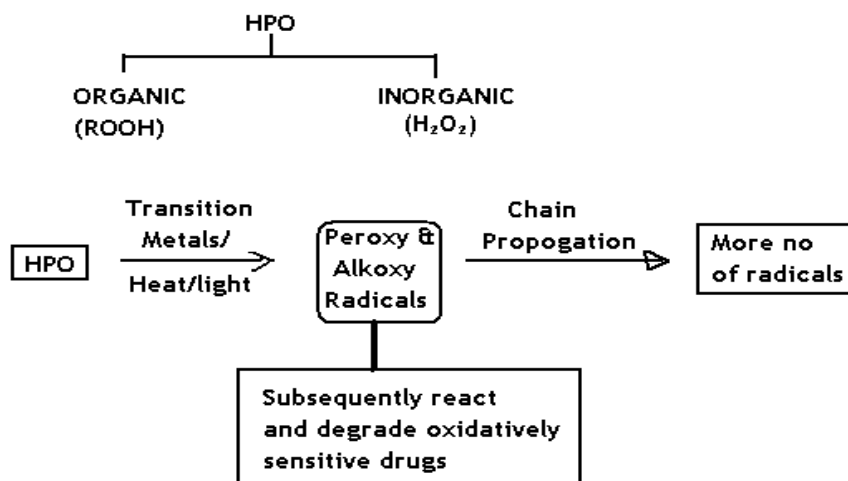 HPO
ORGANIC
(ROOH)
INORGANIC
(H₂O₂)
HPO
Transition
Metals/
Heat/light
Peroxy &
Alkoxy
Radicals
Chain
Propogation
More no
of radicals
Subsequently react
and degrade oxidatively
sensitive drugs